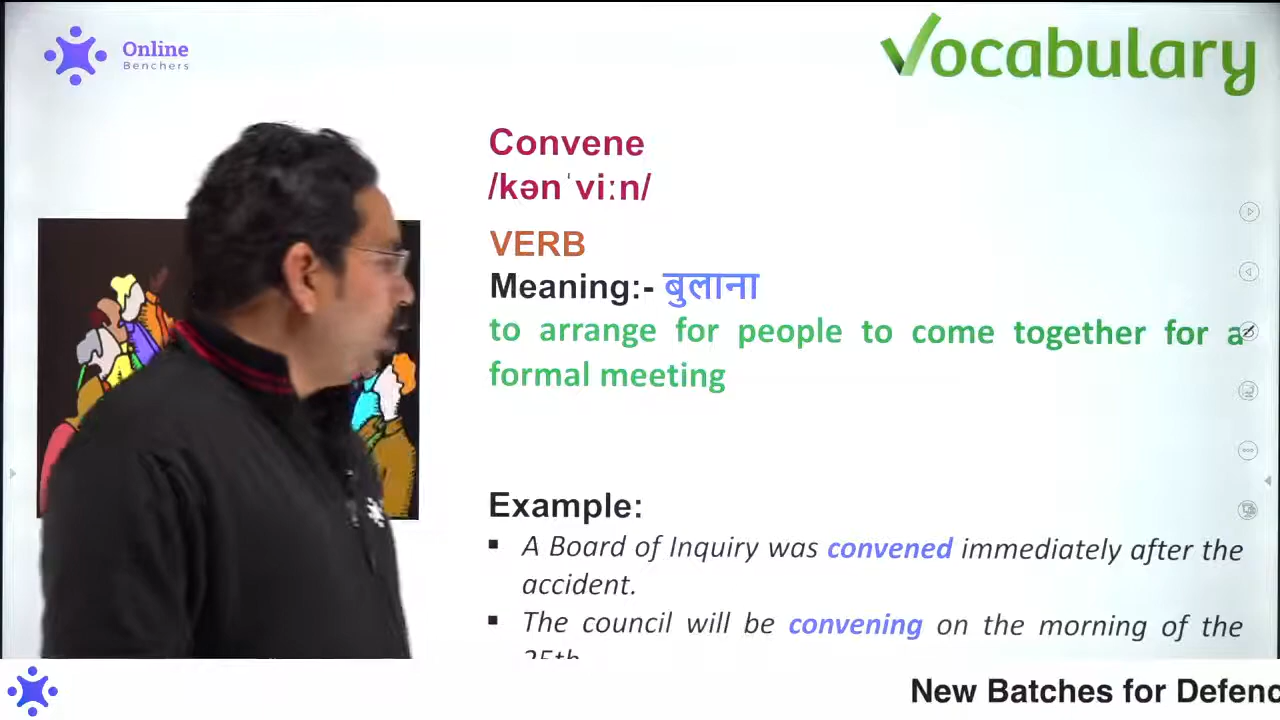 Online
Benchers
Vocabulary
Convene
/kənˈviːn/
VERB
Meaning:- बुलाना
to arrange for people to come together for a
formal meeting
Example:
▪ A Board of Inquiry was convened immediately after the
accident.
▪ The council will be convening on the morning of the
25th
New Batches for Defenc